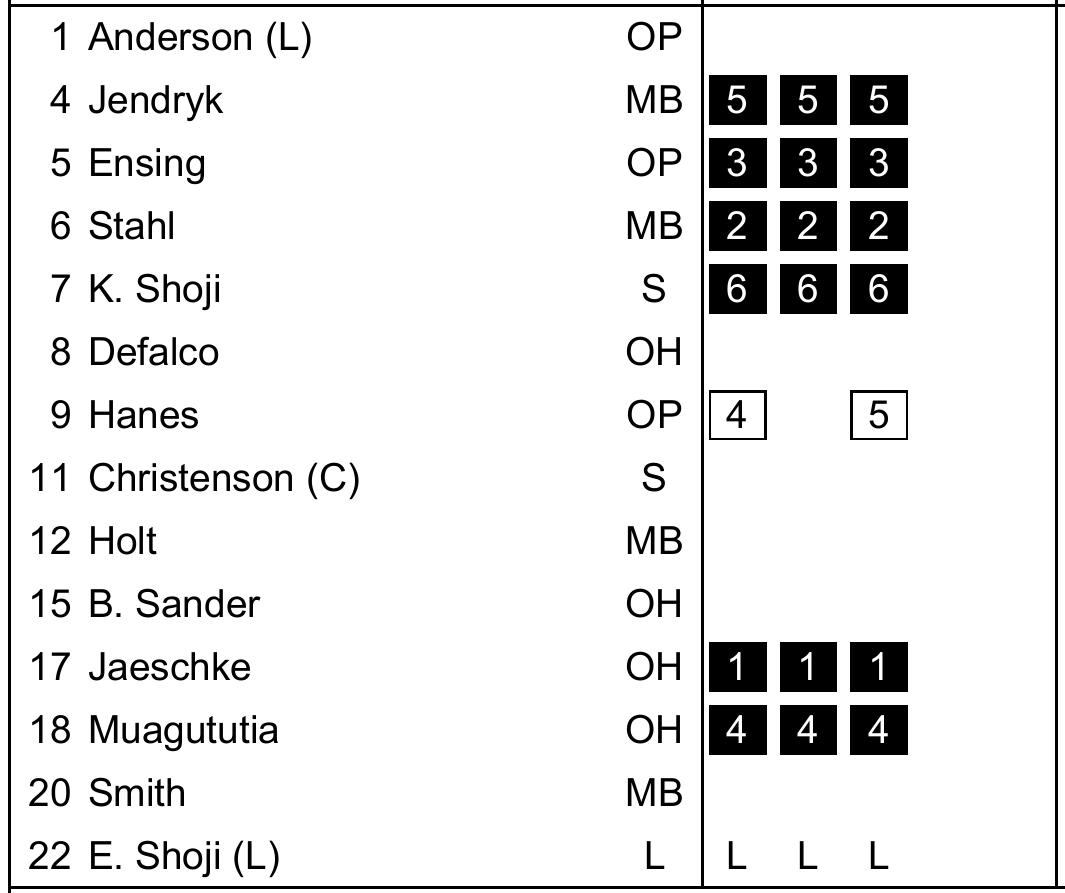 1 Anderson (L) OP
4 Jendryk MB 5 5 5
5 Ensing OP 3 3 3
6 Stahl MB 2 2 2
7 K. Shoji S 6 6 6
8 Defalco OH
9 Hanes OP 4 5
11 Christenson (C) S
12 Holt MB
15 B. Sander OH
17 Jaeschke OH 1 1 1
18 Muagututia OH 4 4 4
20 Smith MB
22 E. Shoji (L) L L L L